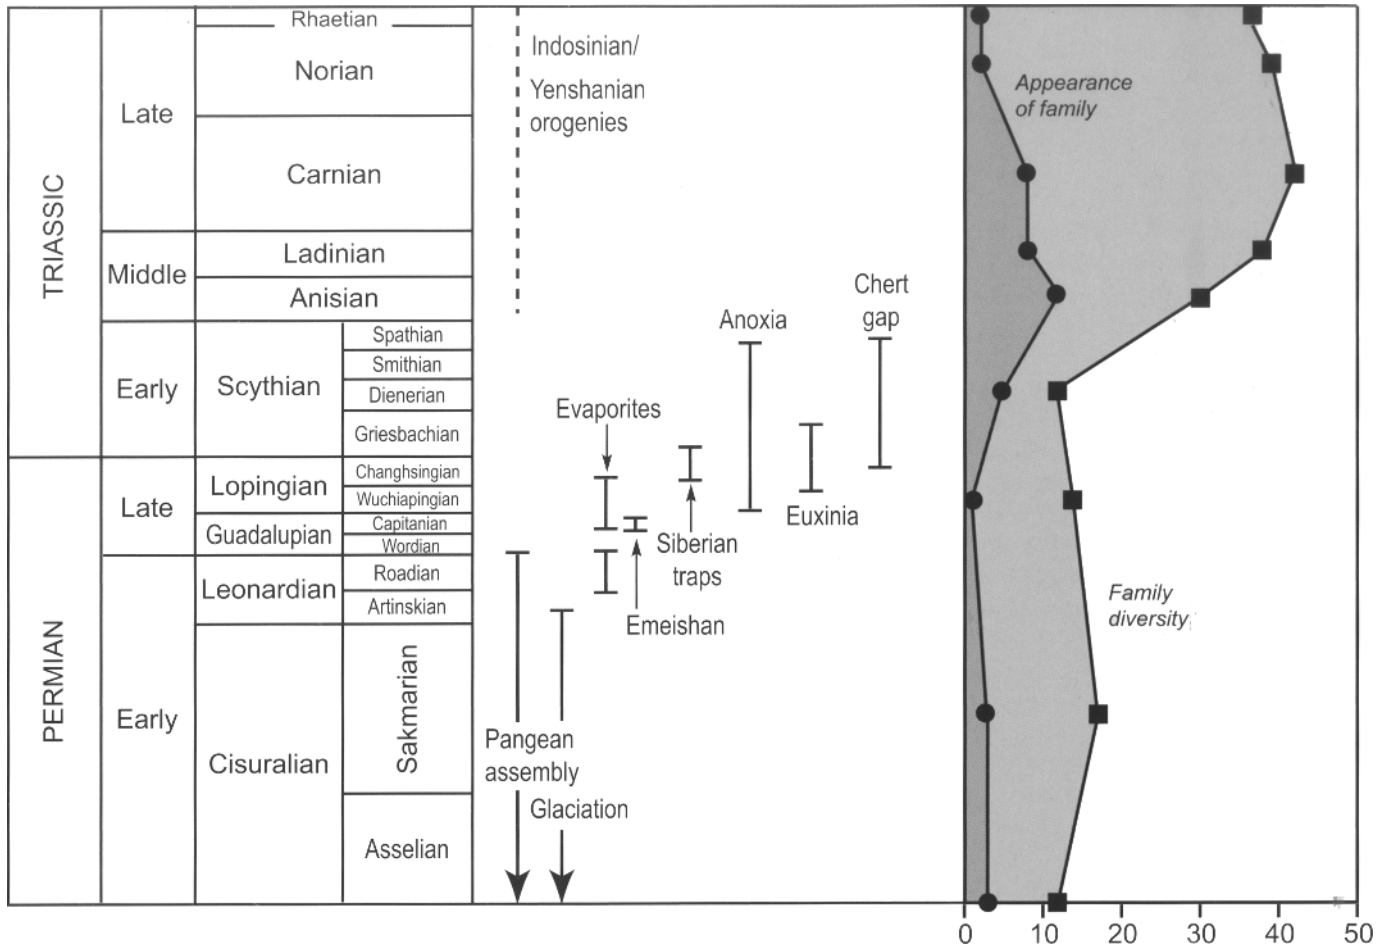 TRIASSIC
Late
Rhaetian
Norian
Carnian
Middle
Ladinian
Anisian
Early
Scythian
Spathian
Smithian
Dienerian
Griesbachian
PERMIAN
Late
Lopingian
Changhsingian
Wuchiapingian
Guadalupian
Capitanian
Wordian
Early
Leonardian
Roadian
Artinskian
Cisuralian
Sakmarian
Asselian
Indosinian/
Yenshanian
orogenies
Pangean
assembly
Glaciation
Evaporites
Emeishan
Siberian
traps
Anoxia
Euxinia
Chert
gap
Appearance
of family
Family
diversity
0 10 20 30 40 50